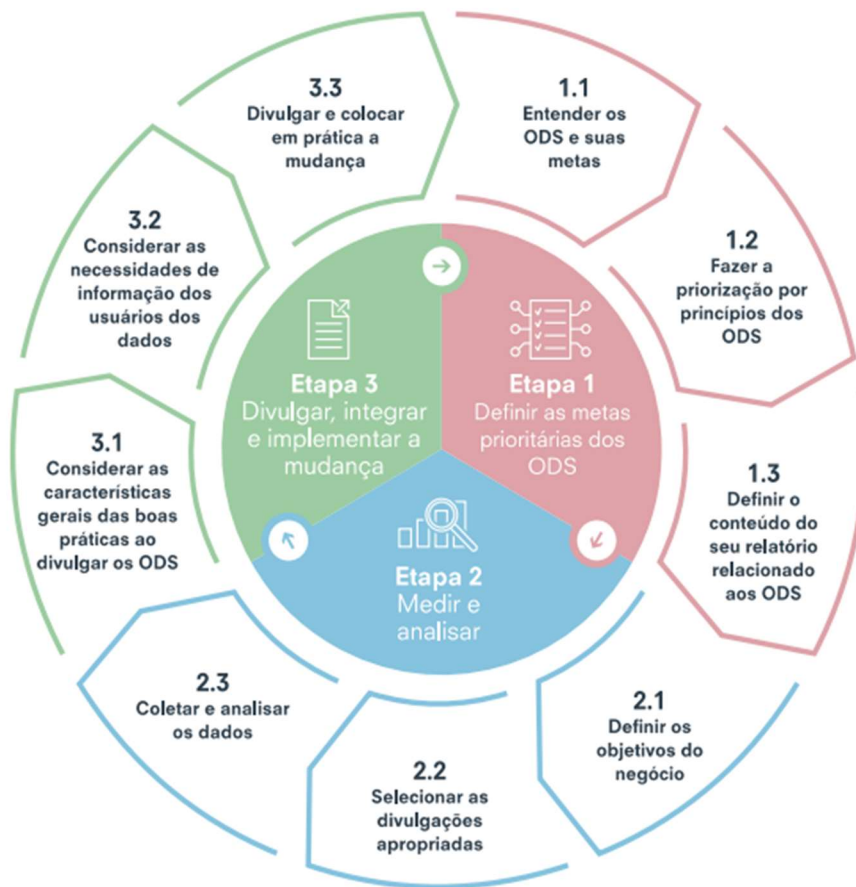 3.3
Divulgar e colocar
em prática a
mudança
1.1
Entender os
ODS e suas
metas
3.2
Considerar as
necessidades de
informação dos
usuários dos
dados
1.2
Fazer a
priorização por
princípios dos
ODS
Etapa 3
Divulgar, integrar
e implementar a
mudança
Etapa 1
Definir as metas
prioritárias dos
ODS
3.1
Considerar as
características
gerais das boas
práticas ao
divulgar os ODS
1.3
Definir o
conteúdo do
seu relatório
relacionado
aos ODS
Etapa 2
Medir e
analisar
2.3
Coletar e analisar
os dados
2.1
Definir os
objetivos do
negócio
2.2
Selecionar as
divulgações
apropriadas